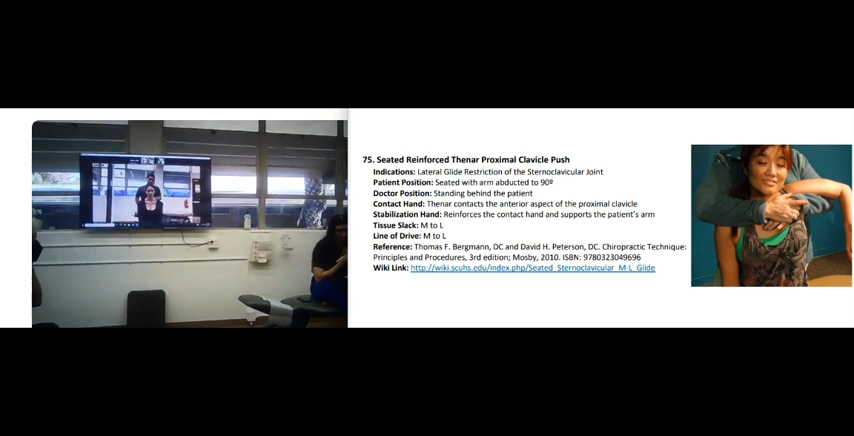 75. Seated Reinforced Thenar Proximal Clavicle Push
Indications: Lateral Glide Restriction of the Sternoclavicular Joint
Patient Position: Seated with arm abducted to 90º
Doctor Position: Standing behind the patient
Contact Hand: Thenar contacts the anterior aspect of the proximal clavicle
Stabilization Hand: Reinforces the contact hand and supports the patient's arm
Tissue Slack: M to L
Line of Drive: M to L
Reference: Thomas F. Bergmann, DC and David H. Peterson, DC. Chiropractic Technique:
Principles and Procedures, 3rd edition; Mosby, 2010. ISBN: 9780323049696
Wiki Link: http://wiki.scuhs.edu/index.php/Seated_Sternoclavicular_M-L_Glide